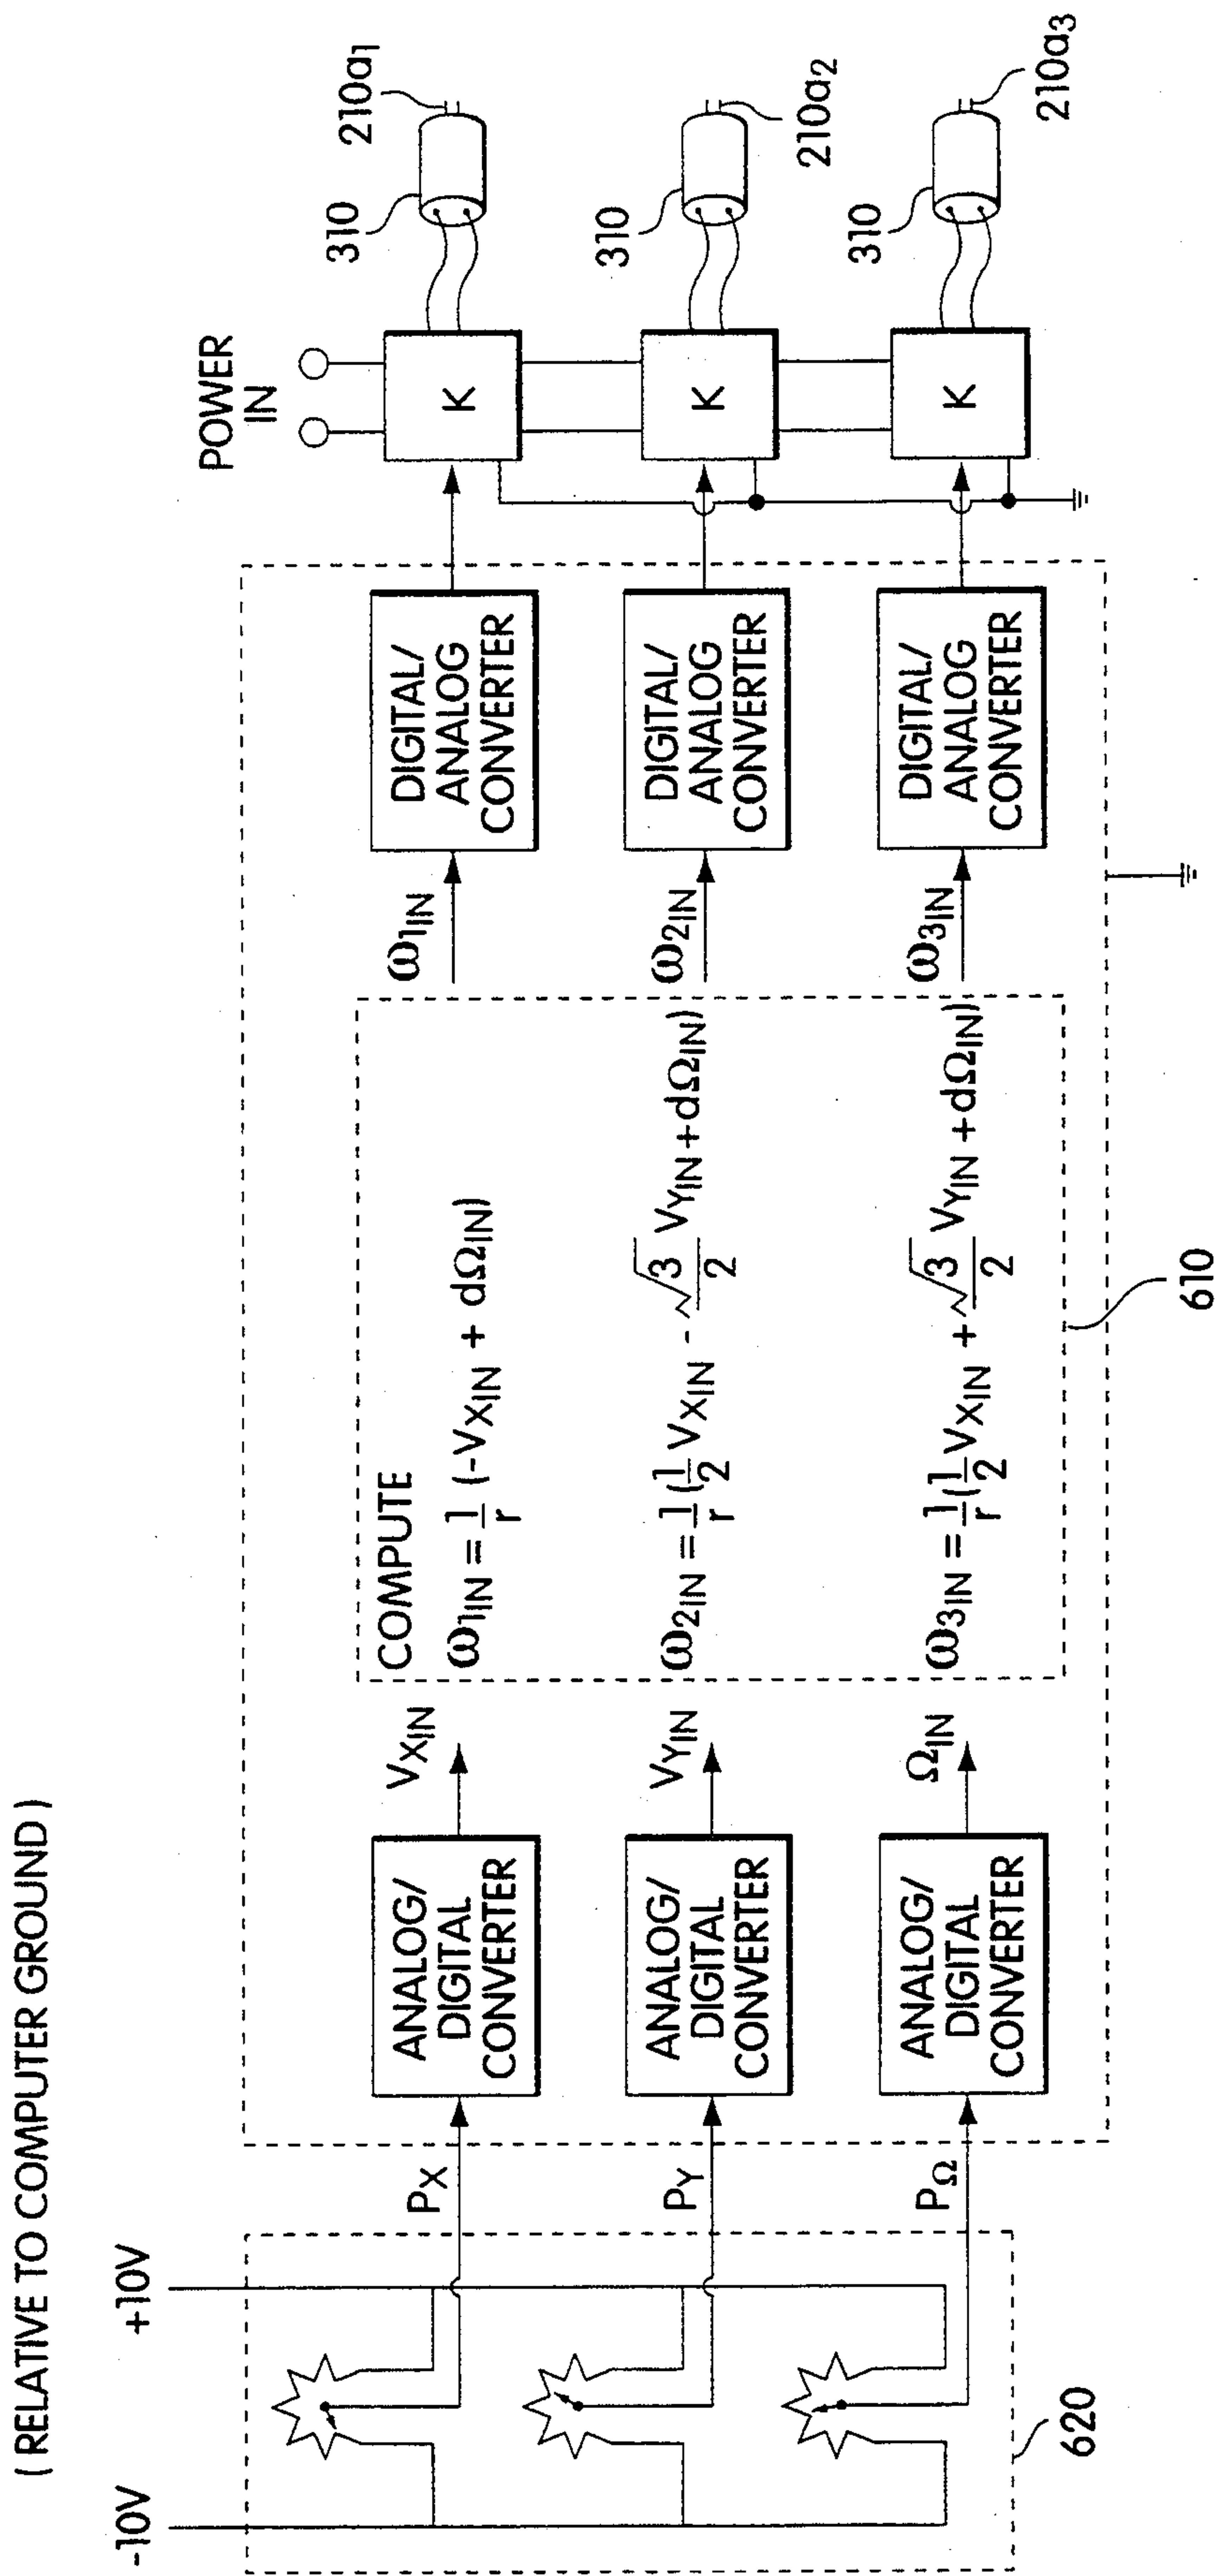 ( RELATIVE TO COMPUTER GROUND )
-10V
+10V
620
PX
PY
PΩ
ANALOG/
DIGITAL
CONVERTER
ANALOG/
DIGITAL
CONVERTER
ANALOG/
DIGITAL
CONVERTER
VXIN
VYIN
ΩIN
COMPUTE
ω1IN = 1/r (-VXIN + dΩIN)
ω2IN = 1/r (1/2 VXIN - √3/2 VYIN + dΩIN)
ω3IN = 1/r (1/2 VXIN + √3/2 VYIN + dΩIN)
610
ω1IN
ω2IN
ω3IN
DIGITAL/
ANALOG
CONVERTER
DIGITAL/
ANALOG
CONVERTER
DIGITAL/
ANALOG
CONVERTER
POWER
IN
K
K
K
310
210a1
310
210a2
310
210a3